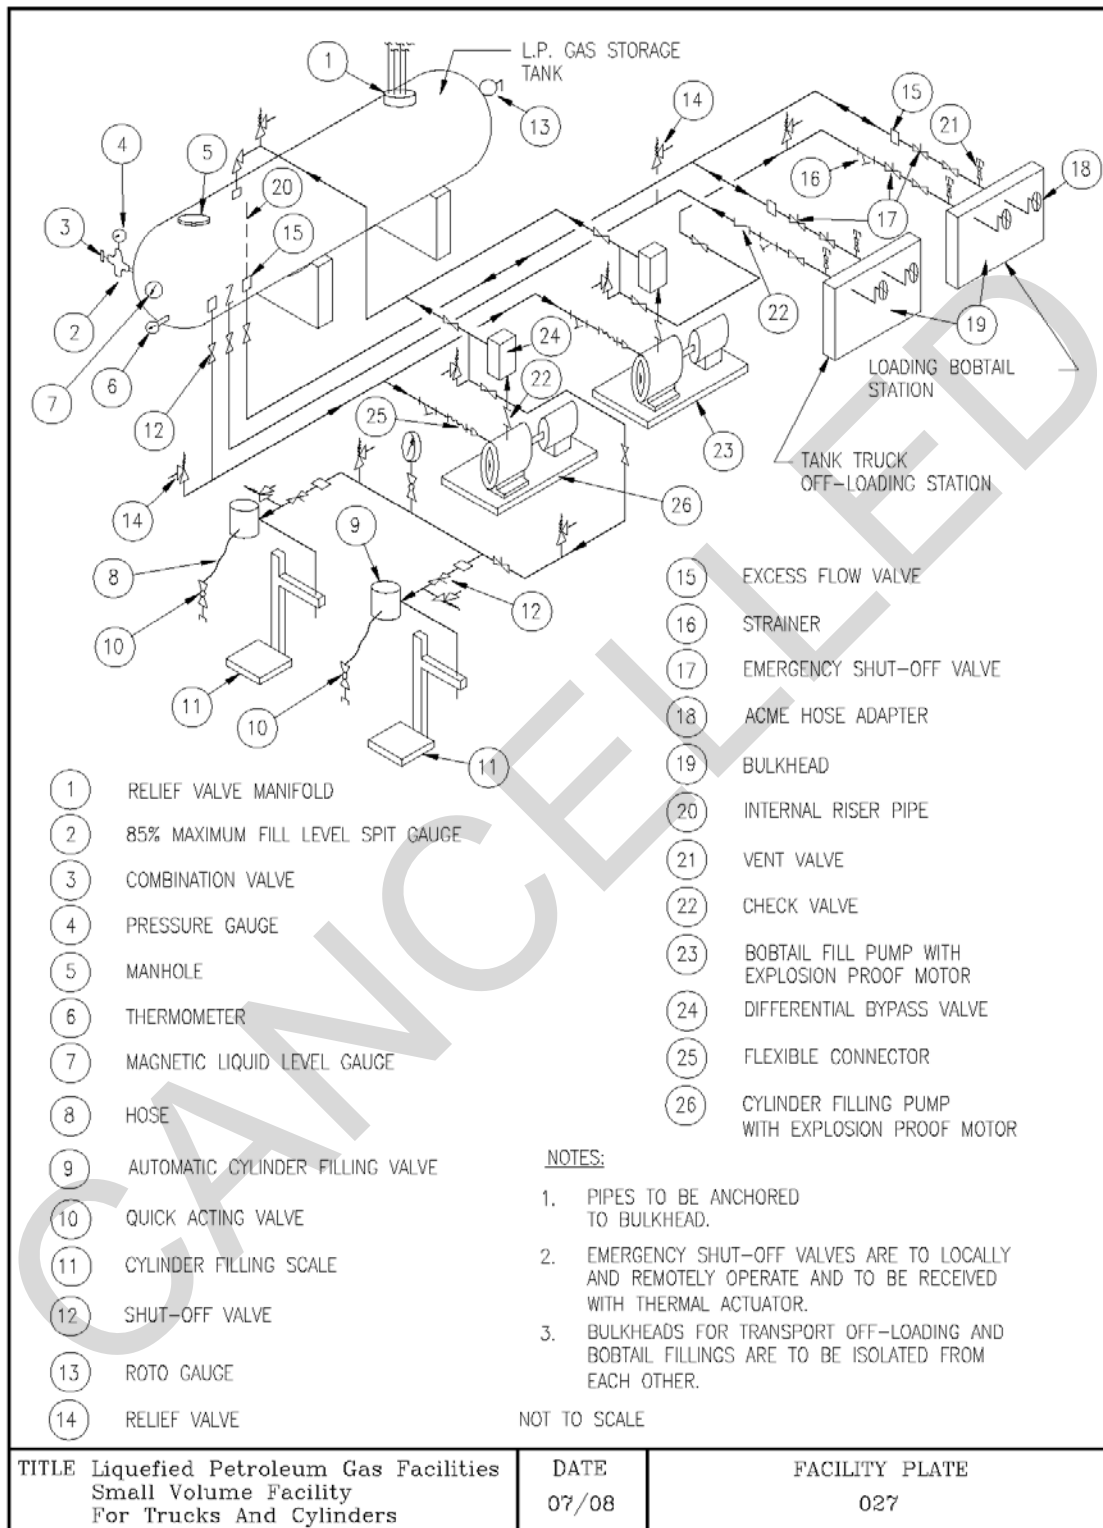 L.P. GAS STORAGE
TANK
1
13
14
15
21
4
5
16
18
20
3
15
17
2
24
22
19
6
22
LOADING BOBTAIL
STATION
7
12
25
23
TANK TRUCK
OFF-LOADING STATION
14
26
9
8
12
10
11
10
11
1 RELIEF VALVE MANIFOLD
2 85% MAXIMUM FILL LEVEL SPIT GAUGE
3 COMBINATION VALVE
4 PRESSURE GAUGE
5 MANHOLE
6 THERMOMETER
7 MAGNETIC LIQUID LEVEL GAUGE
8 HOSE
9 AUTOMATIC CYLINDER FILLING VALVE
10 QUICK ACTING VALVE
11 CYLINDER FILLING SCALE
12 SHUT-OFF VALVE
13 ROTO GAUGE
14 RELIEF VALVE
15 EXCESS FLOW VALVE
16 STRAINER
17 EMERGENCY SHUT-OFF VALVE
18 ACME HOSE ADAPTER
19 BULKHEAD
20 INTERNAL RISER PIPE
21 VENT VALVE
22 CHECK VALVE
23 BOBTAIL FILL PUMP WITH
EXPLOSION PROOF MOTOR
24 DIFFERENTIAL BYPASS VALVE
25 FLEXIBLE CONNECTOR
26 CYLINDER FILLING PUMP
WITH EXPLOSION PROOF MOTOR
NOTES:
1. PIPES TO BE ANCHORED
TO BULKHEAD.
2. EMERGENCY SHUT-OFF VALVES ARE TO LOCALLY
AND REMOTELY OPERATE AND TO BE RECEIVED
WITH THERMAL ACTUATOR.
3. BULKHEADS FOR TRANSPORT OFF-LOADING AND
BOBTAIL FILLINGS ARE TO BE ISOLATED FROM
EACH OTHER.
NOT TO SCALE
CANCELLED
TITLE Liquefied Petroleum Gas Facilities
Small Volume Facility
For Trucks And Cylinders
DATE
07/08
FACILITY PLATE
027